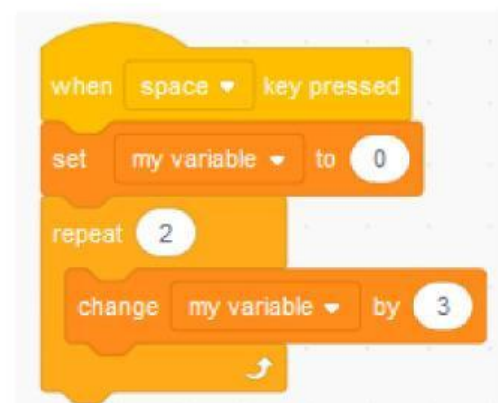 when space key pressed
set my variable to 0
repeat 2
change my variable by 3